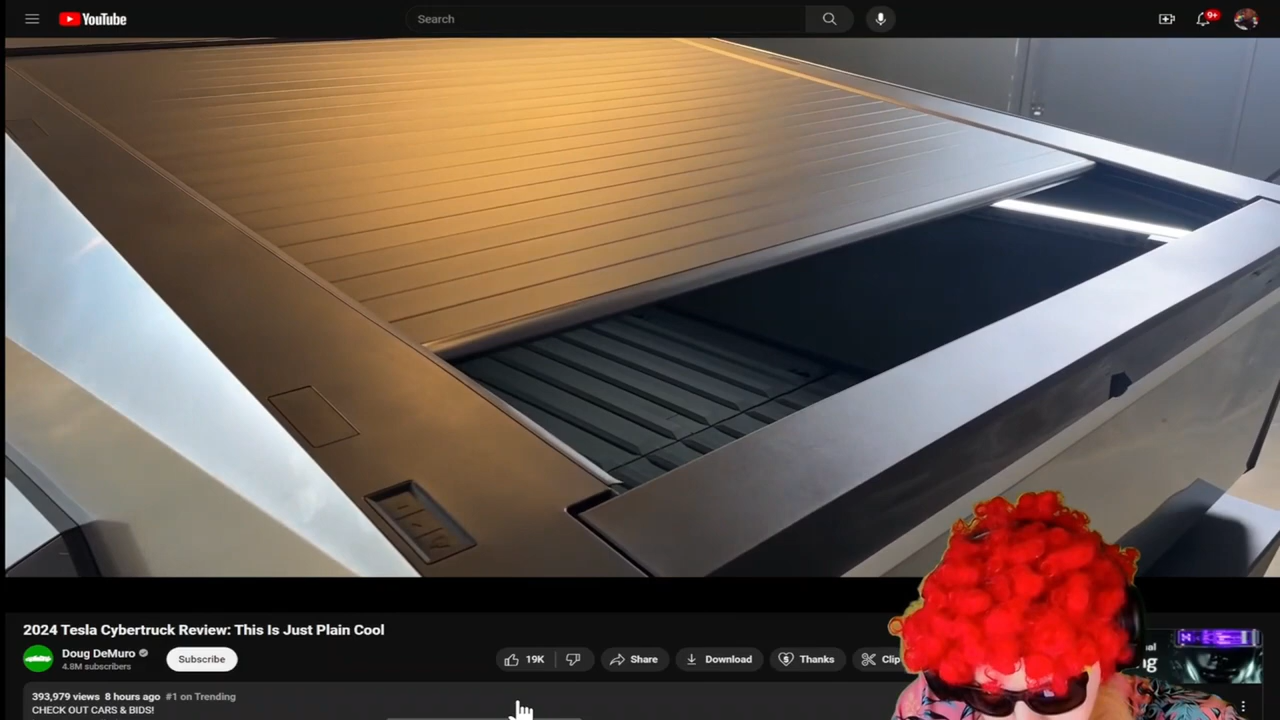 YouTube
Search
9+
2024 Tesla Cybertruck Review: This Is Just Plain Cool
Doug DeMuro
4.8M subscribers
Subscribe
19K
Share
Download
Thanks
Clip
393,979 views 8 hours ago #1 on Trending
CHECK OUT CARS & BIDS!